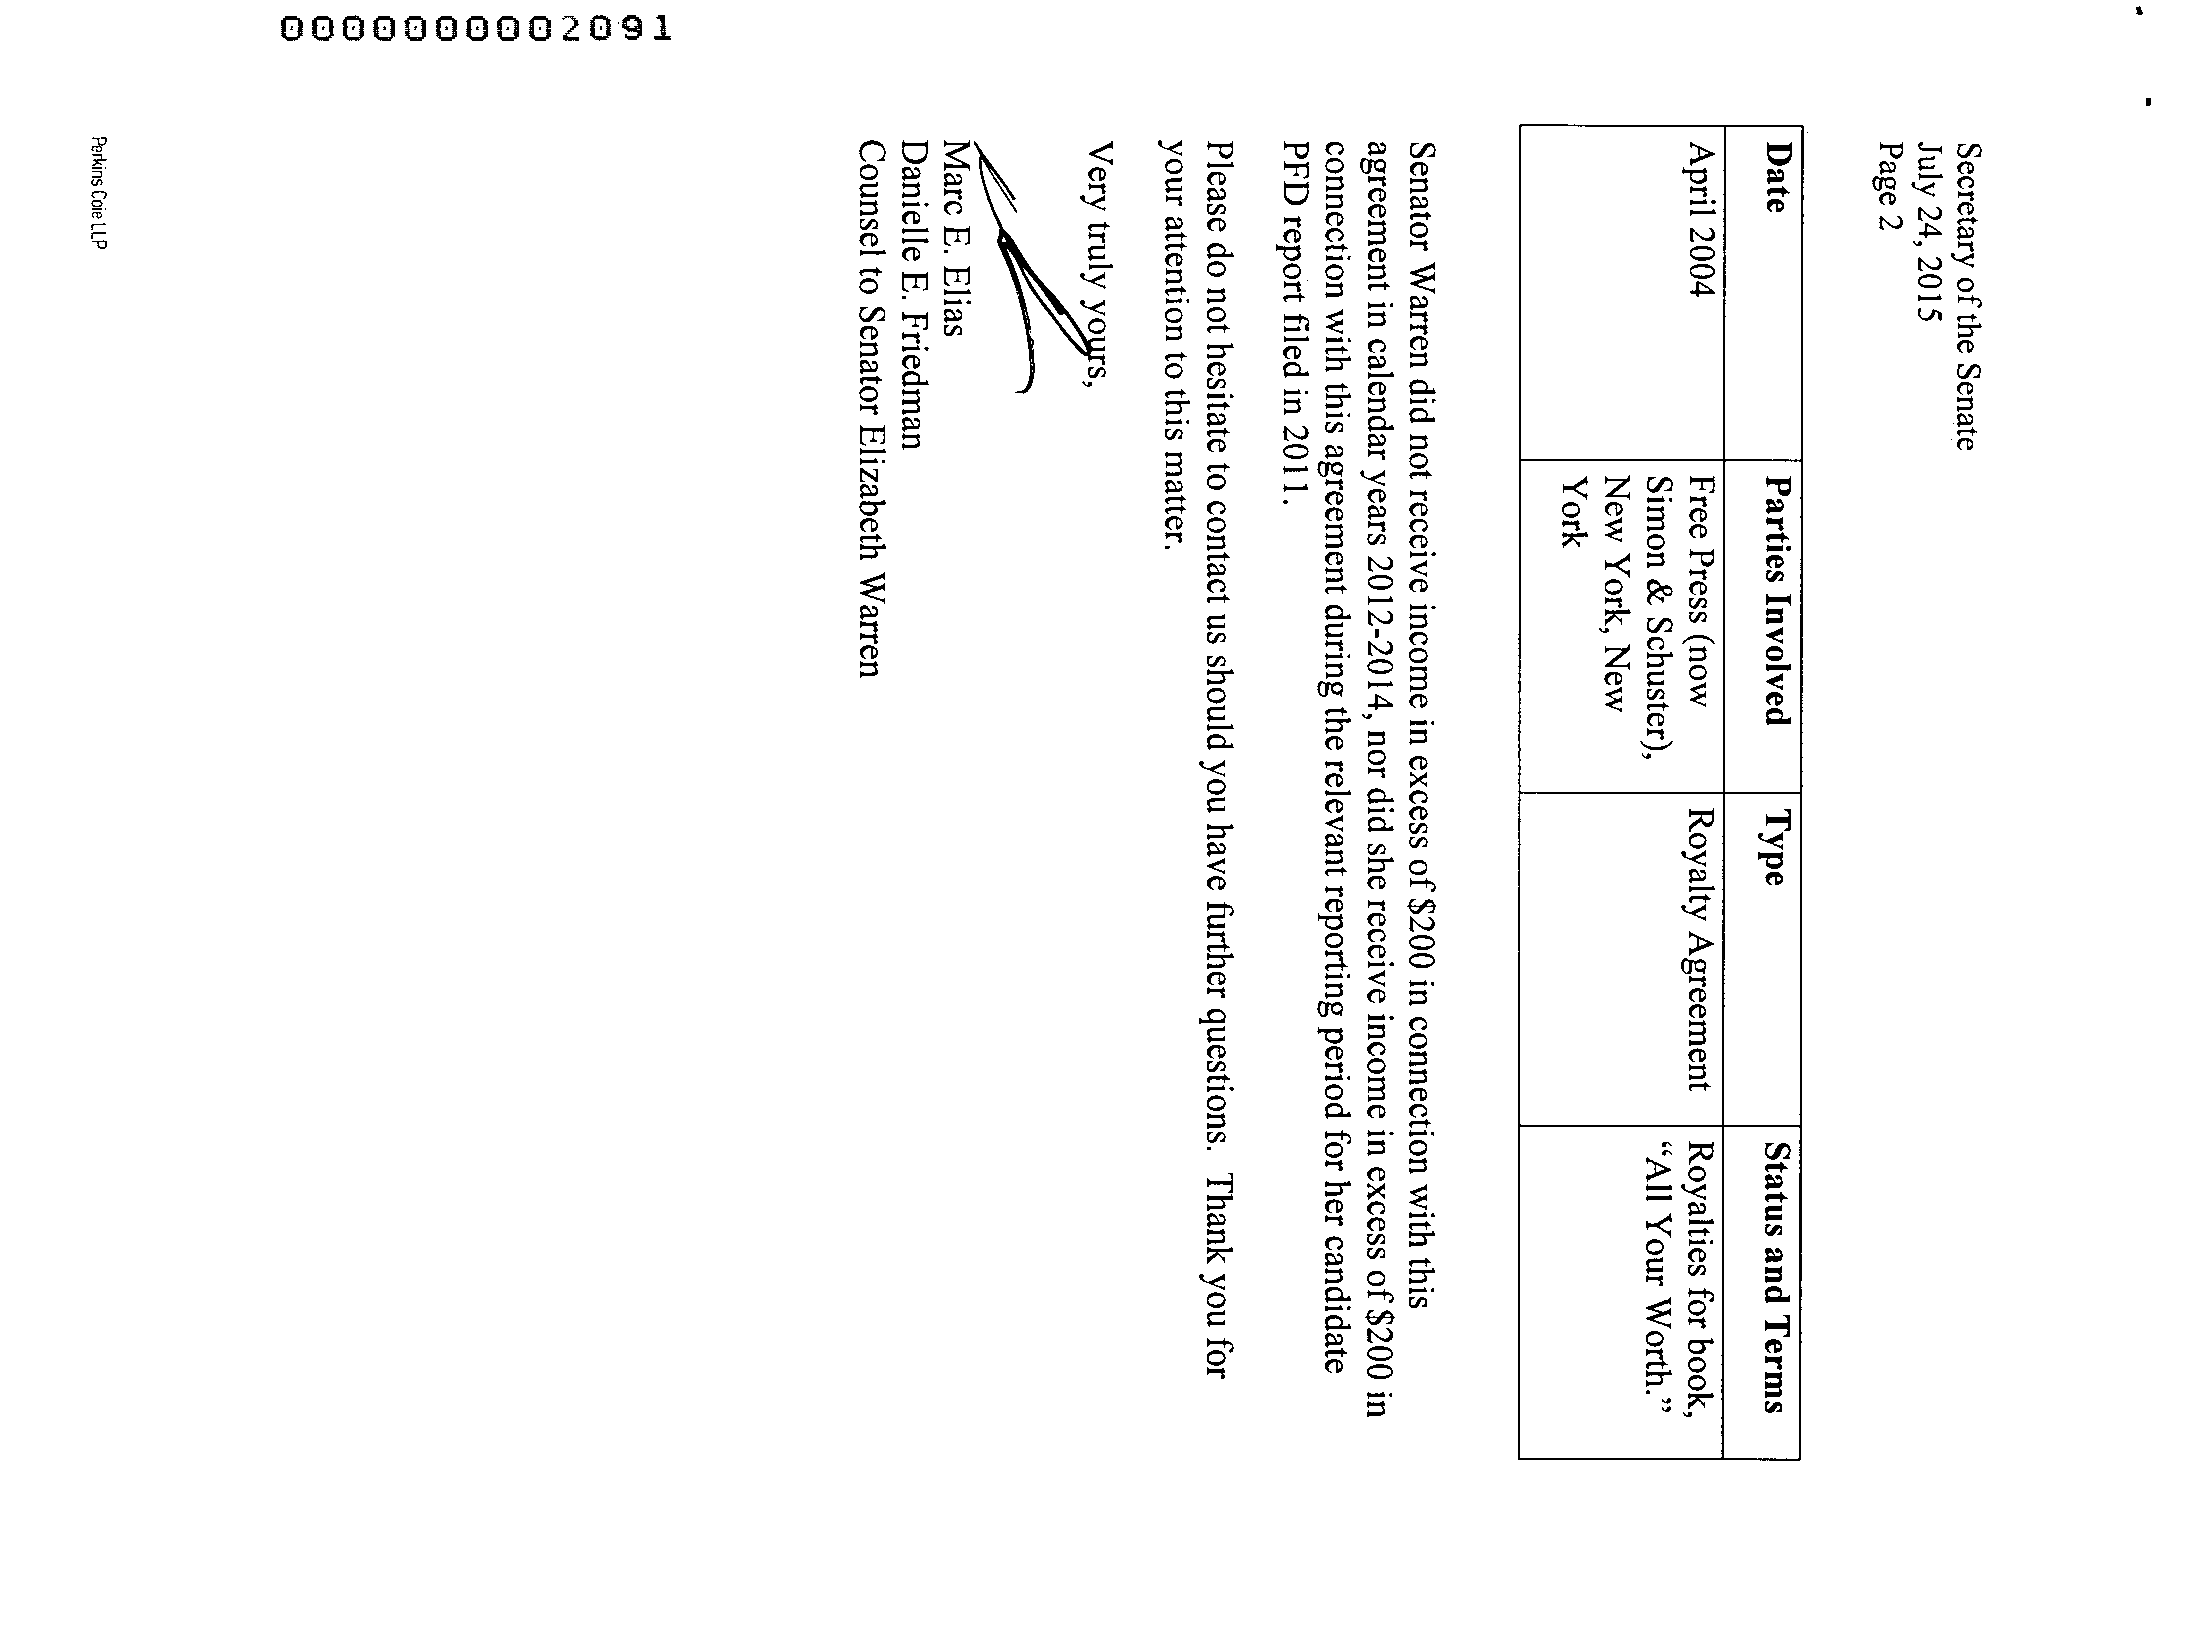 Secretary of the Senate
July 24, 2015
Page 2
Date Parties Involved Type Status and Terms
April 2004 Free Press (now Royalty Agreement Royalties for book,
Simon & Schuster), “All Your Worth.”
New York, New
York
Senator Warren did not receive income in excess of $200 in connection with this
agreement in calendar years 2012-2014, nor did she receive income in excess of $200 in
connection with this agreement during the relevant reporting period for her candidate
PFD report filed in 2011.
Please do not hesitate to contact us should you have further questions. Thank you for
your attention to this matter.
Very truly yours,
Marc E. Elias
Danielle E. Friedman
Counsel to Senator Elizabeth Warren
Perkins Coie LLP
000000002091